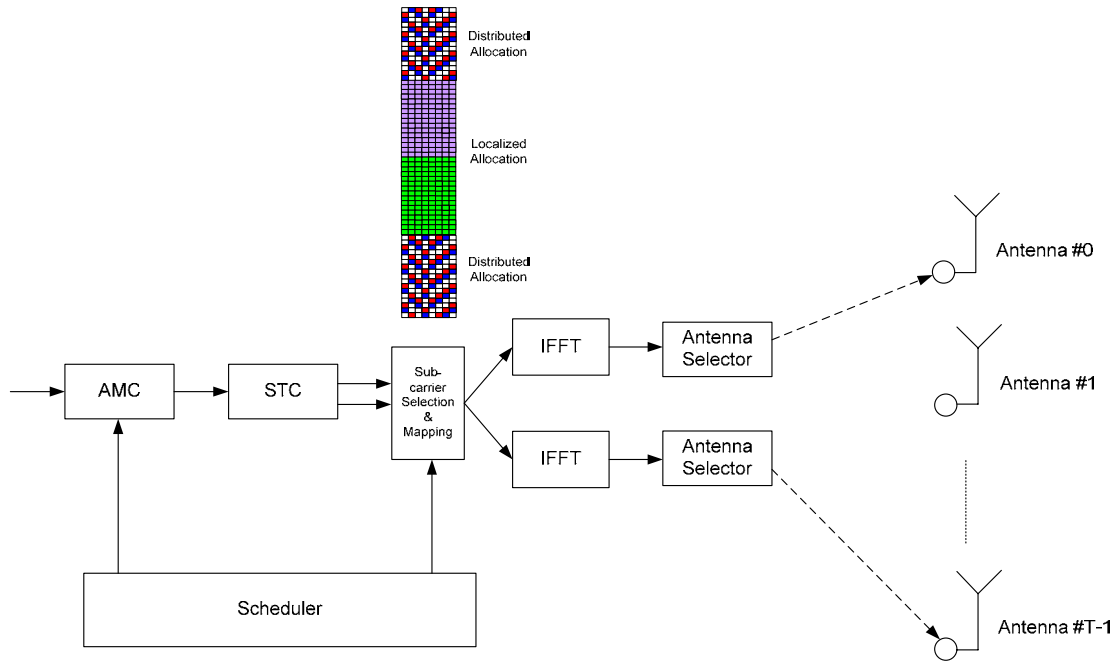 Distributed
Allocation
Localized
Allocation
Distributed
Allocation
Antenna #0
IFFT
Antenna
Selector
AMC
STC
Sub-
carrier
Selection
&
Mapping
Antenna #1
IFFT
Antenna
Selector
Scheduler
Antenna #T-1